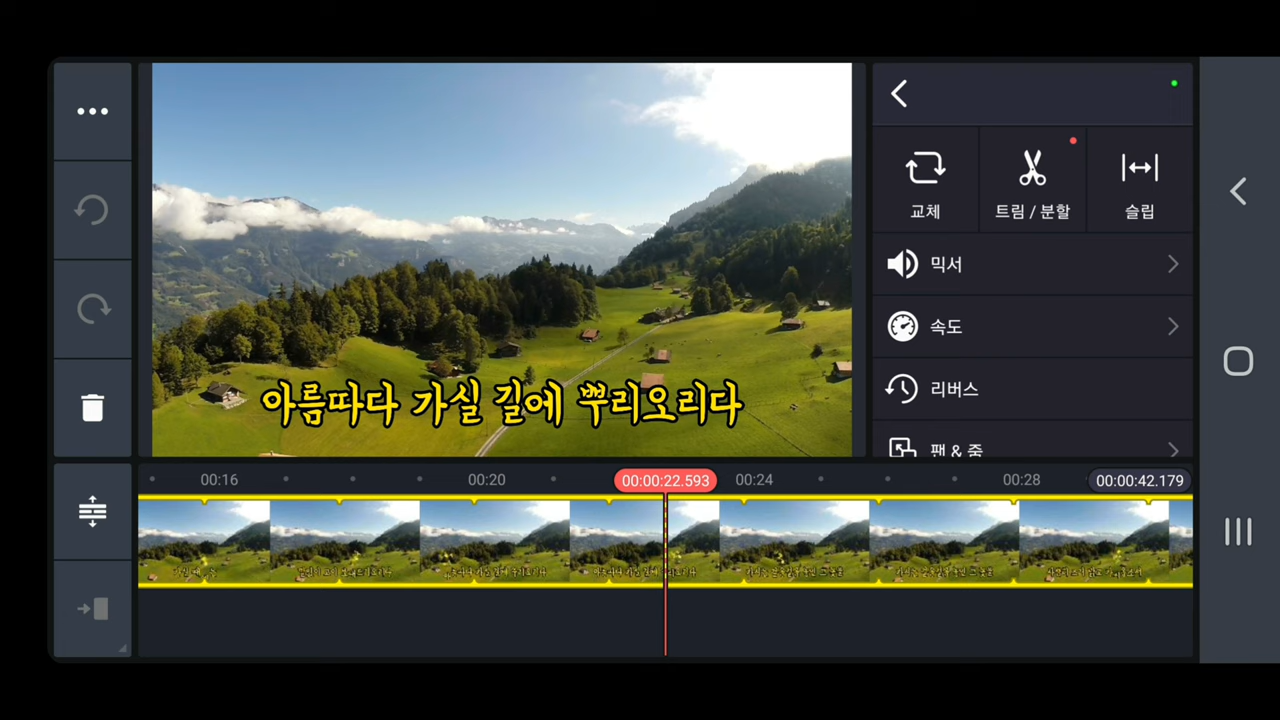 교체
트림 / 분할
슬립
믹서
속도
리버스
팬 & 줌
아름따다 가실 길에 뿌리오리다
00:16
00:20
00:00:22.593
00:24
00:28
00:00:42.179